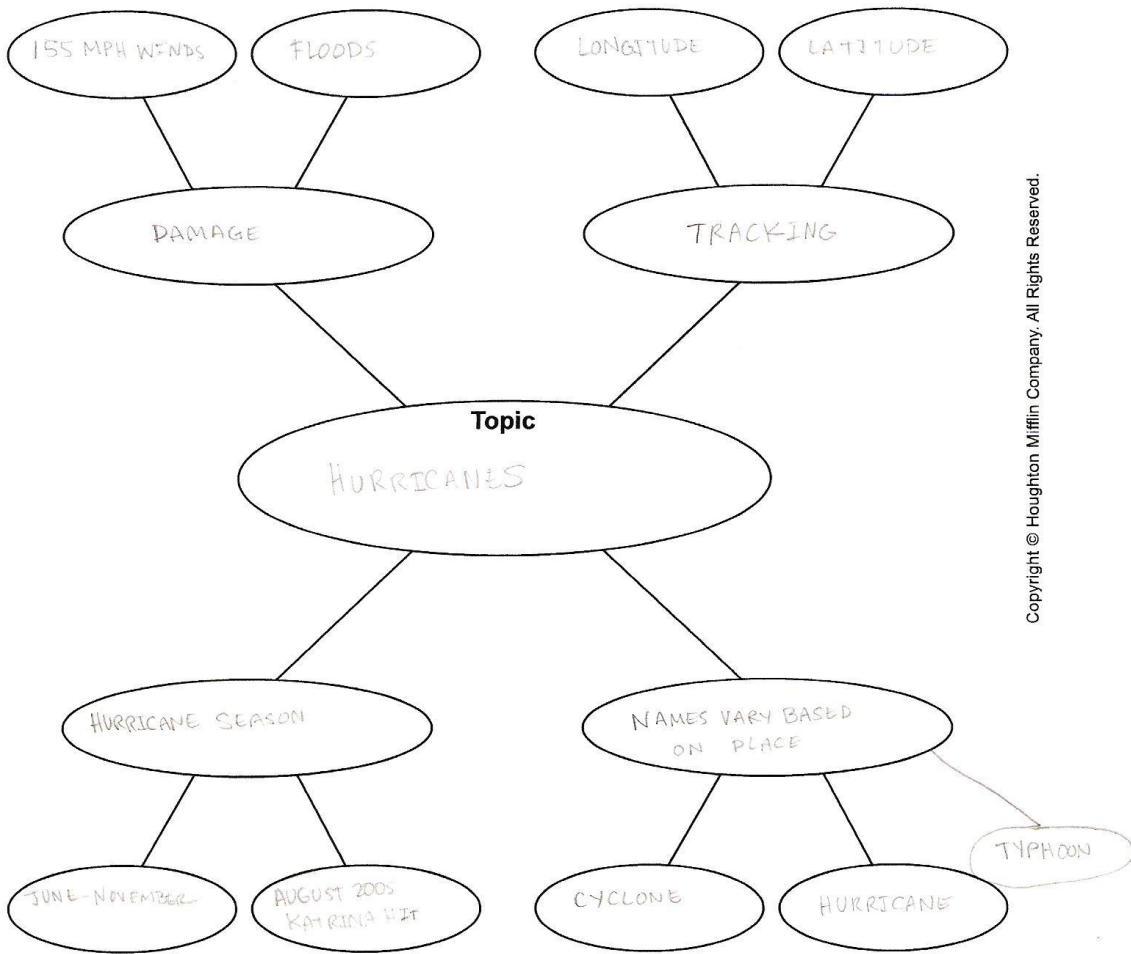 155 MPH WINDS
FLOODS
LONGITUDE
LATITUDE
DAMAGE
TRACKING
Topic
HURRICANES
HURRICANE SEASON
NAMES VARY BASED
ON PLACE
JUNE-NOVEMBER
AUGUST 2005
KATRINA HIT
CYCLONE
HURRICANE
TYPHOON
Copyright © Houghton Mifflin Company. All Rights Reserved.